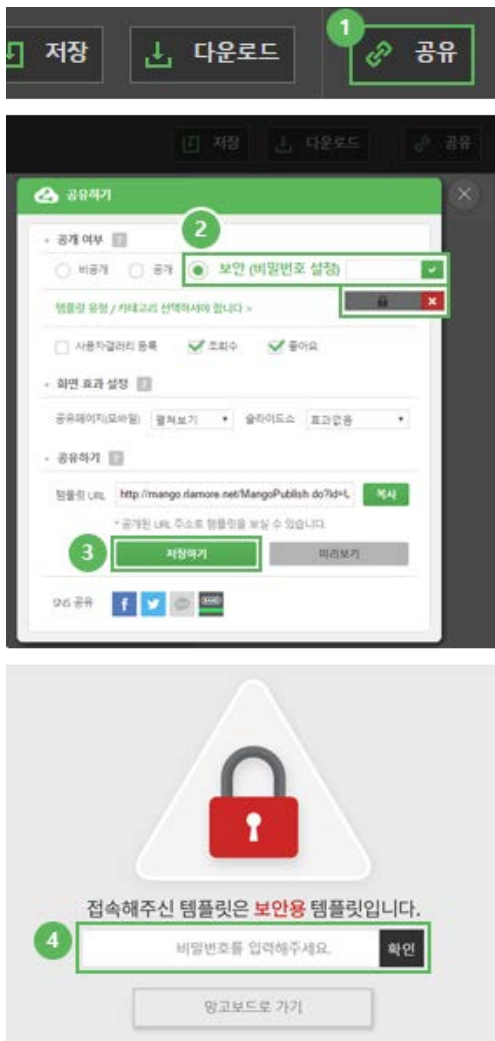 저장 다운로드 1 공유
저장 다운로드 공유
공유하기
2
공개 여부 ?
비공개 공개 보안 (비밀번호 설정)
템플릿 유형 / 카테고리 선택하셔야 합니다 >
사용자갤러리 등록 조회수 좋아요
화면 효과 설정 ?
공유페이지(모바일) 펼쳐보기 슬라이드쇼 효과없음
공유하기 ?
템플릿 URL http://mango.riamore.net/MangoPublish.do?id=U 복사
* 공개된 URL 주소로 템플릿을 보실 수 있습니다.
3 저장하기 미리보기
SNS 공유
접속해주신 템플릿은 보안용 템플릿입니다.
4 비밀번호를 입력해주세요. 확인
망고보드로 가기